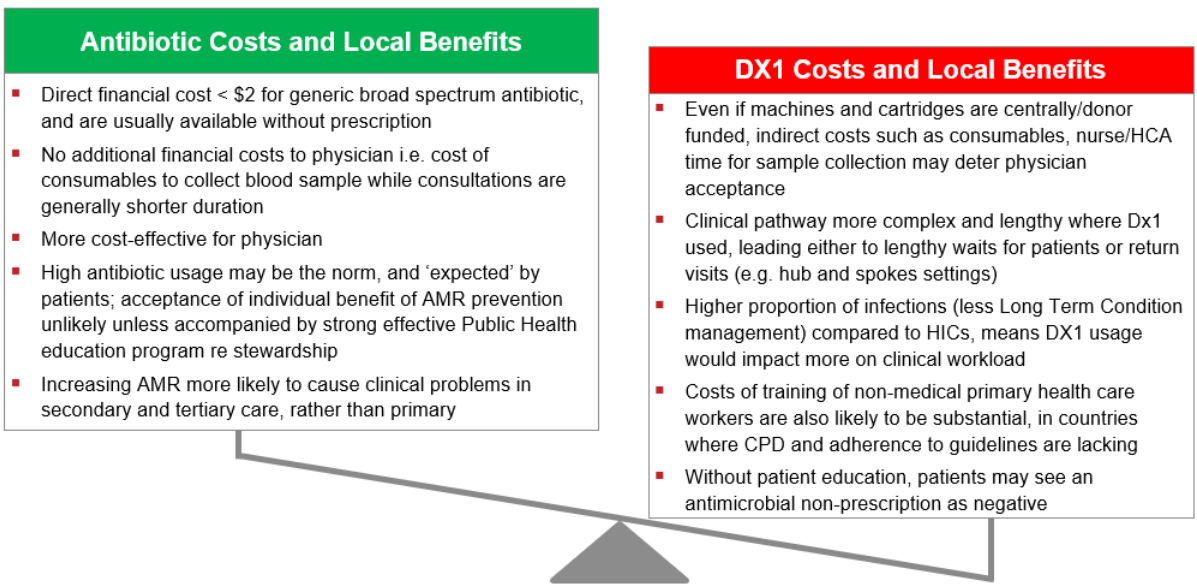 Antibiotic Costs and Local Benefits
▪ Direct financial cost < $2 for generic broad spectrum antibiotic,
and are usually available without prescription
▪ No additional financial costs to physician i.e. cost of
consumables to collect blood sample while consultations are
generally shorter duration
▪ More cost-effective for physician
▪ High antibiotic usage may be the norm, and ‘expected’ by
patients; acceptance of individual benefit of AMR prevention
unlikely unless accompanied by strong effective Public Health
education program re stewardship
▪ Increasing AMR more likely to cause clinical problems in
secondary and tertiary care, rather than primary
DX1 Costs and Local Benefits
▪ Even if machines and cartridges are centrally/donor
funded, indirect costs such as consumables, nurse/HCA
time for sample collection may deter physician
acceptance
▪ Clinical pathway more complex and lengthy where Dx1
used, leading either to lengthy waits for patients or return
visits (e.g. hub and spokes settings)
▪ Higher proportion of infections (less Long Term Condition
management) compared to HICs, means DX1 usage
would impact more on clinical workload
▪ Costs of training of non-medical primary health care
workers are also likely to be substantial, in countries
where CPD and adherence to guidelines are lacking
▪ Without patient education, patients may see an
antimicrobial non-prescription as negative